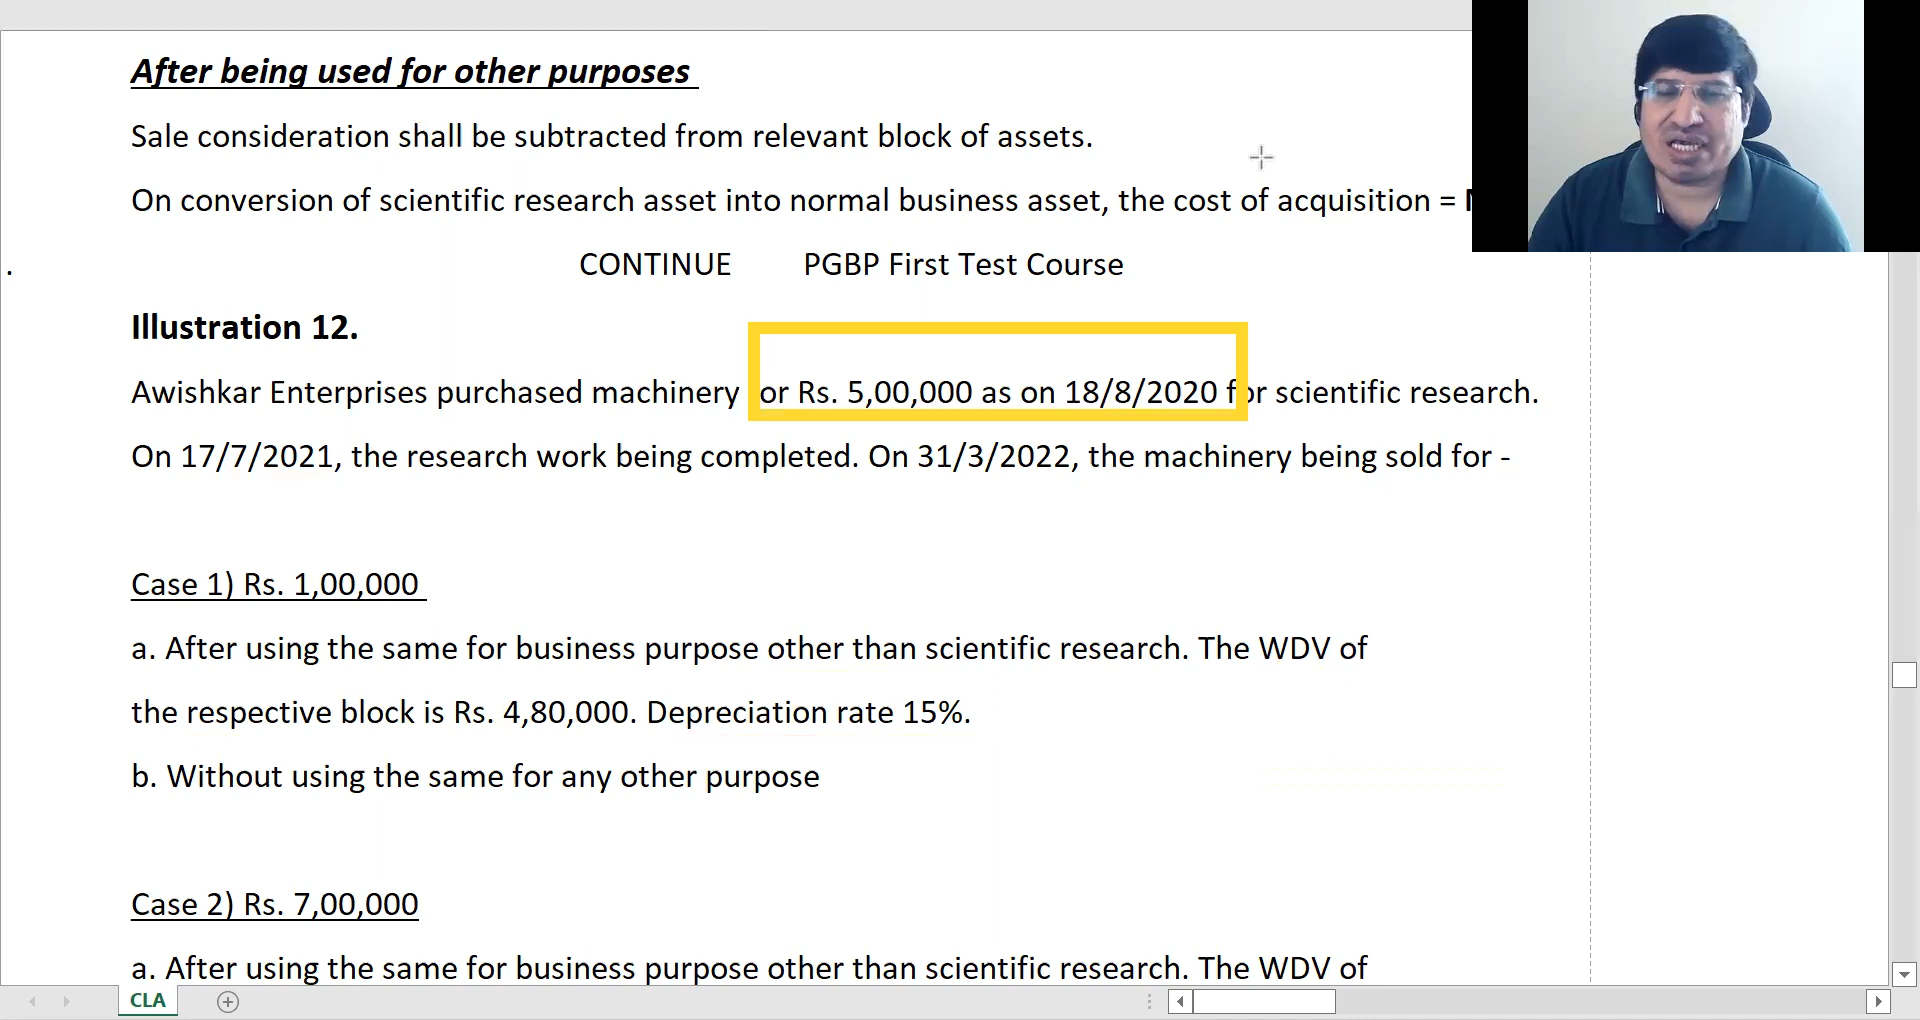 After being used for other purposes
Sale consideration shall be subtracted from relevant block of assets.
On conversion of scientific research asset into normal business asset, the cost of acquisition =
. CONTINUE PGBP First Test Course
Illustration 12.
Awishkar Enterprises purchased machinery or Rs. 5,00,000 as on 18/8/2020 for scientific research.
On 17/7/2021, the research work being completed. On 31/3/2022, the machinery being sold for -
Case 1) Rs. 1,00,000
a. After using the same for business purpose other than scientific research. The WDV of
the respective block is Rs. 4,80,000. Depreciation rate 15%.
b. Without using the same for any other purpose
Case 2) Rs. 7,00,000
a. After using the same for business purpose other than scientific research. The WDV of
CLA